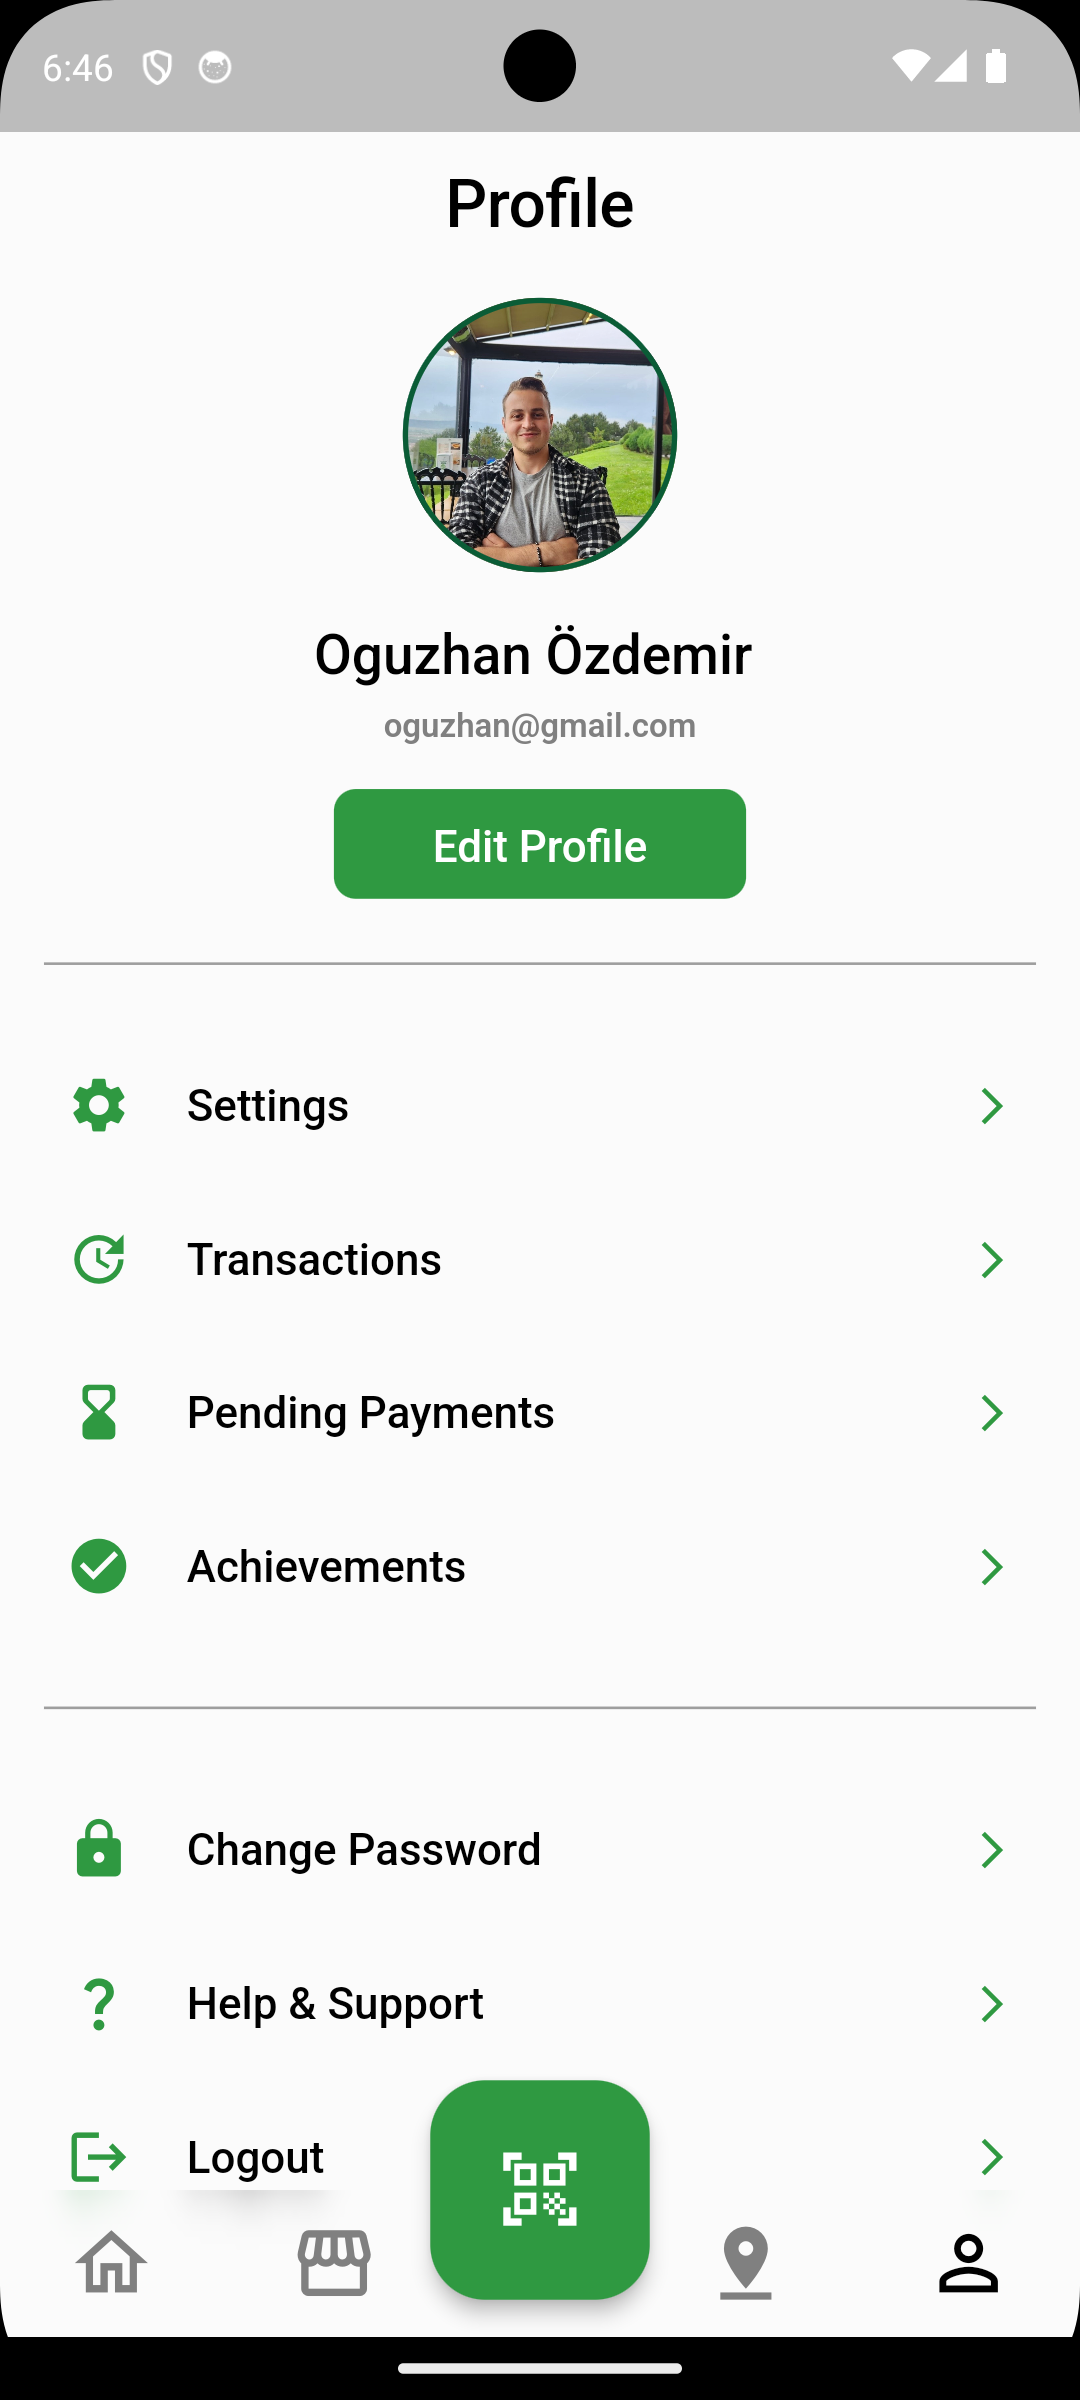 6:46
Profile
Oguzhan Özdemir
oguzhan@gmail.com
Edit Profile
Settings
Transactions
Pending Payments
Achievements
Change Password
Help & Support
Logout